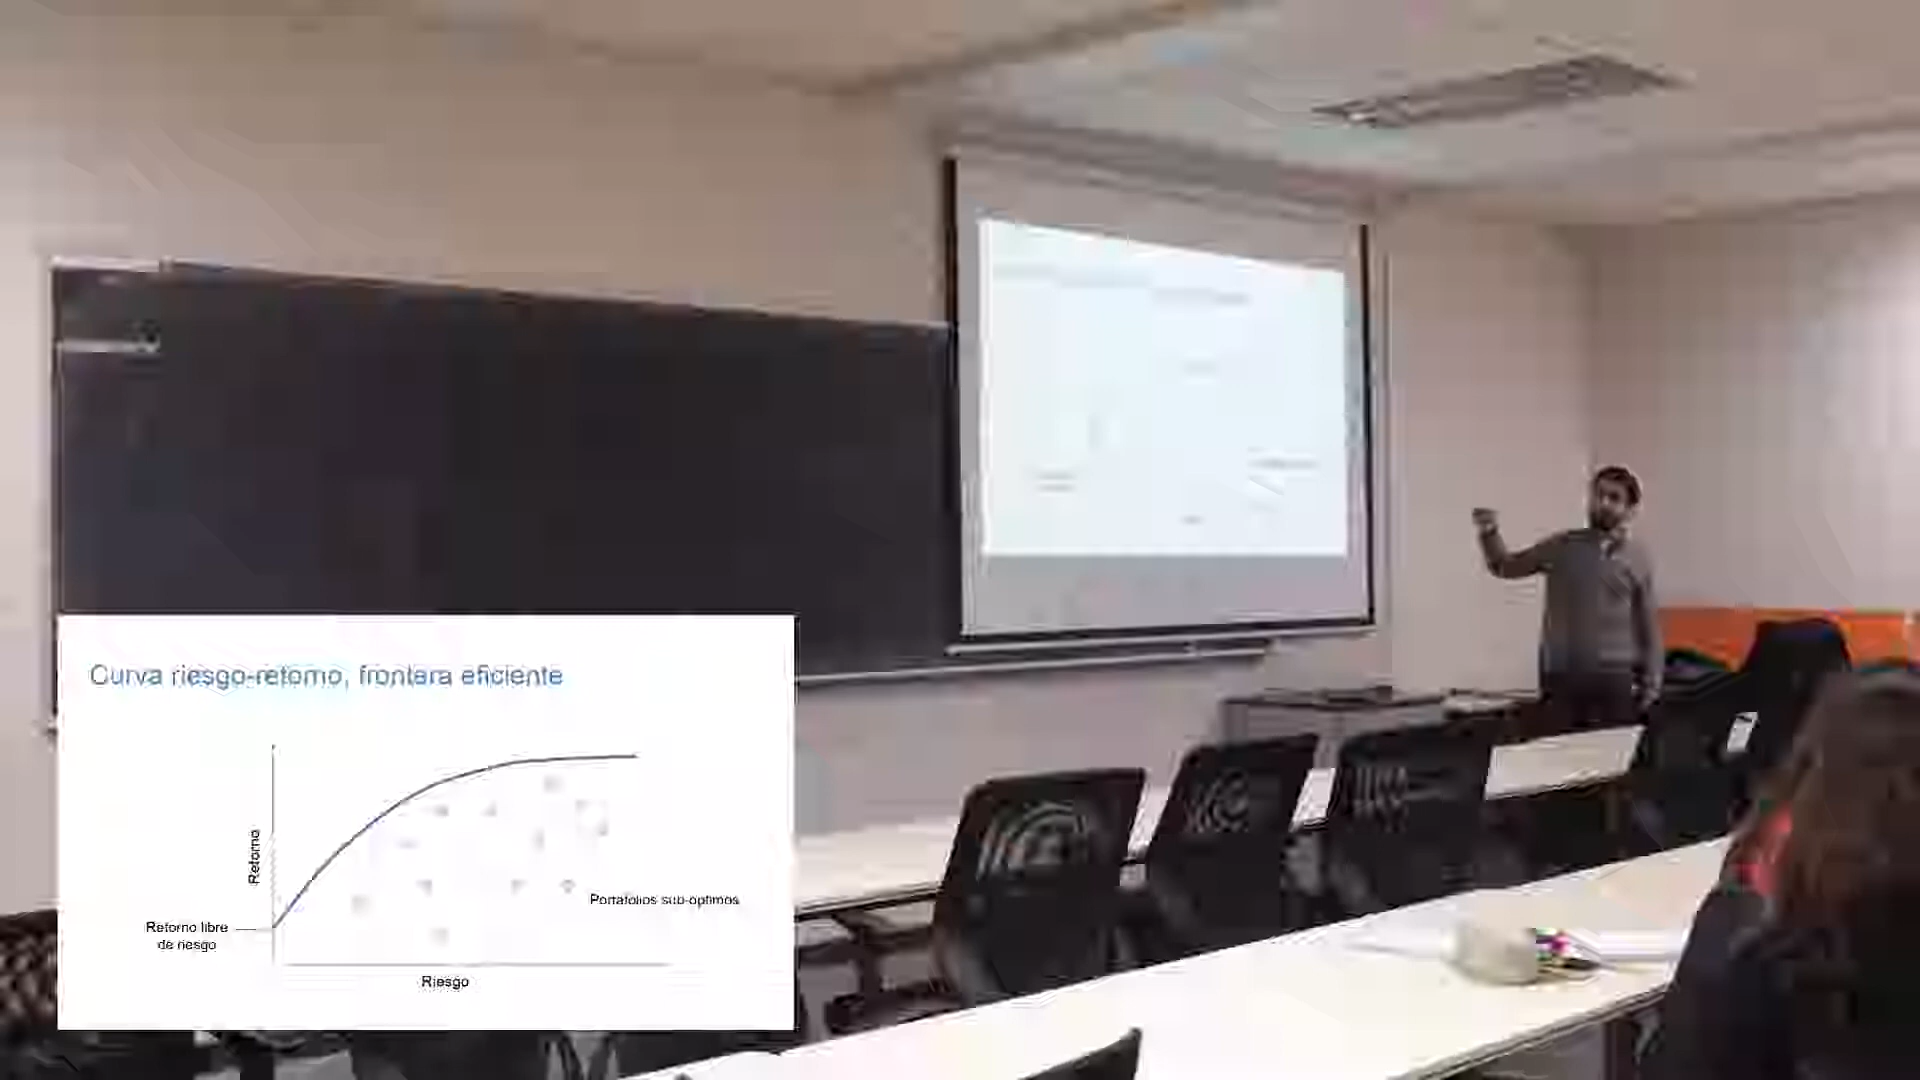 Curva riesgo-retorno, frontera eficiente
Retorno
Portafolios sub-optimos
Retorno libre
de riesgo
Riesgo